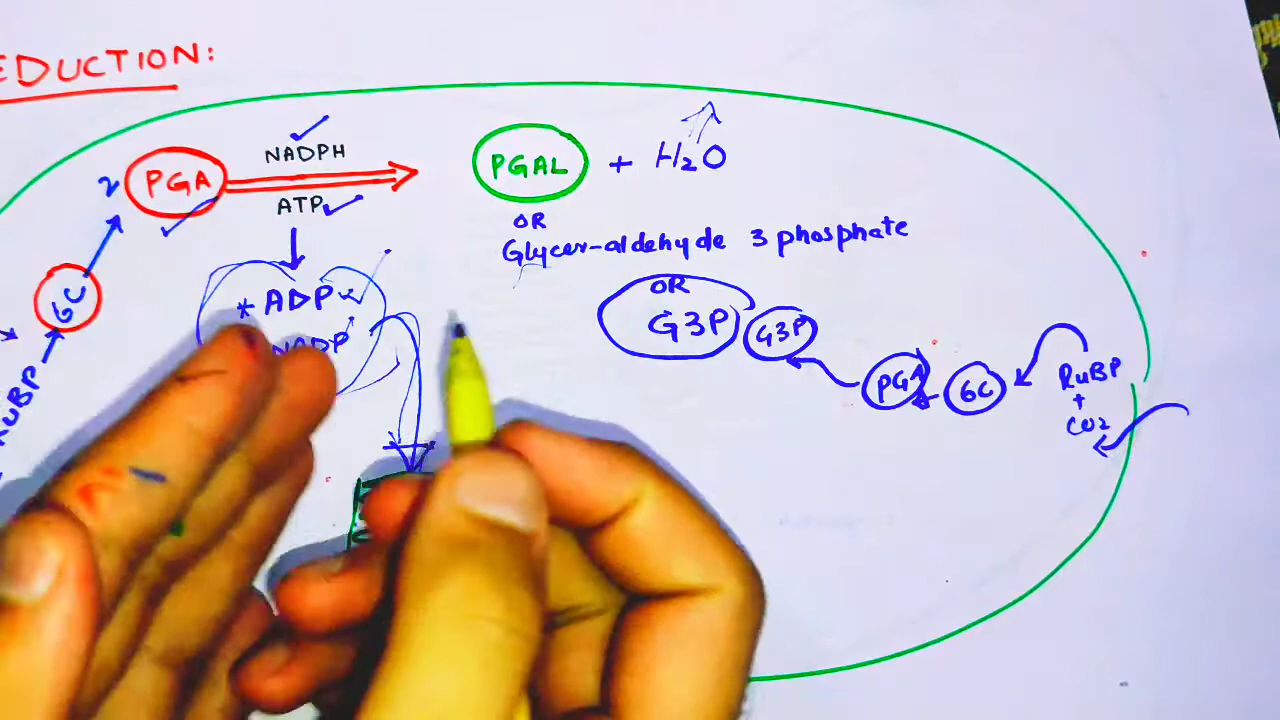 EDUCTION:
NADPH
2 PGA
PGAL + H2O
ATP
OR
Glycer-aldehyde 3 phosphate
6C
* ADP
OR
NADP
G3P
G3P
PGA
6C
RuBP
+
CO2
RuBP